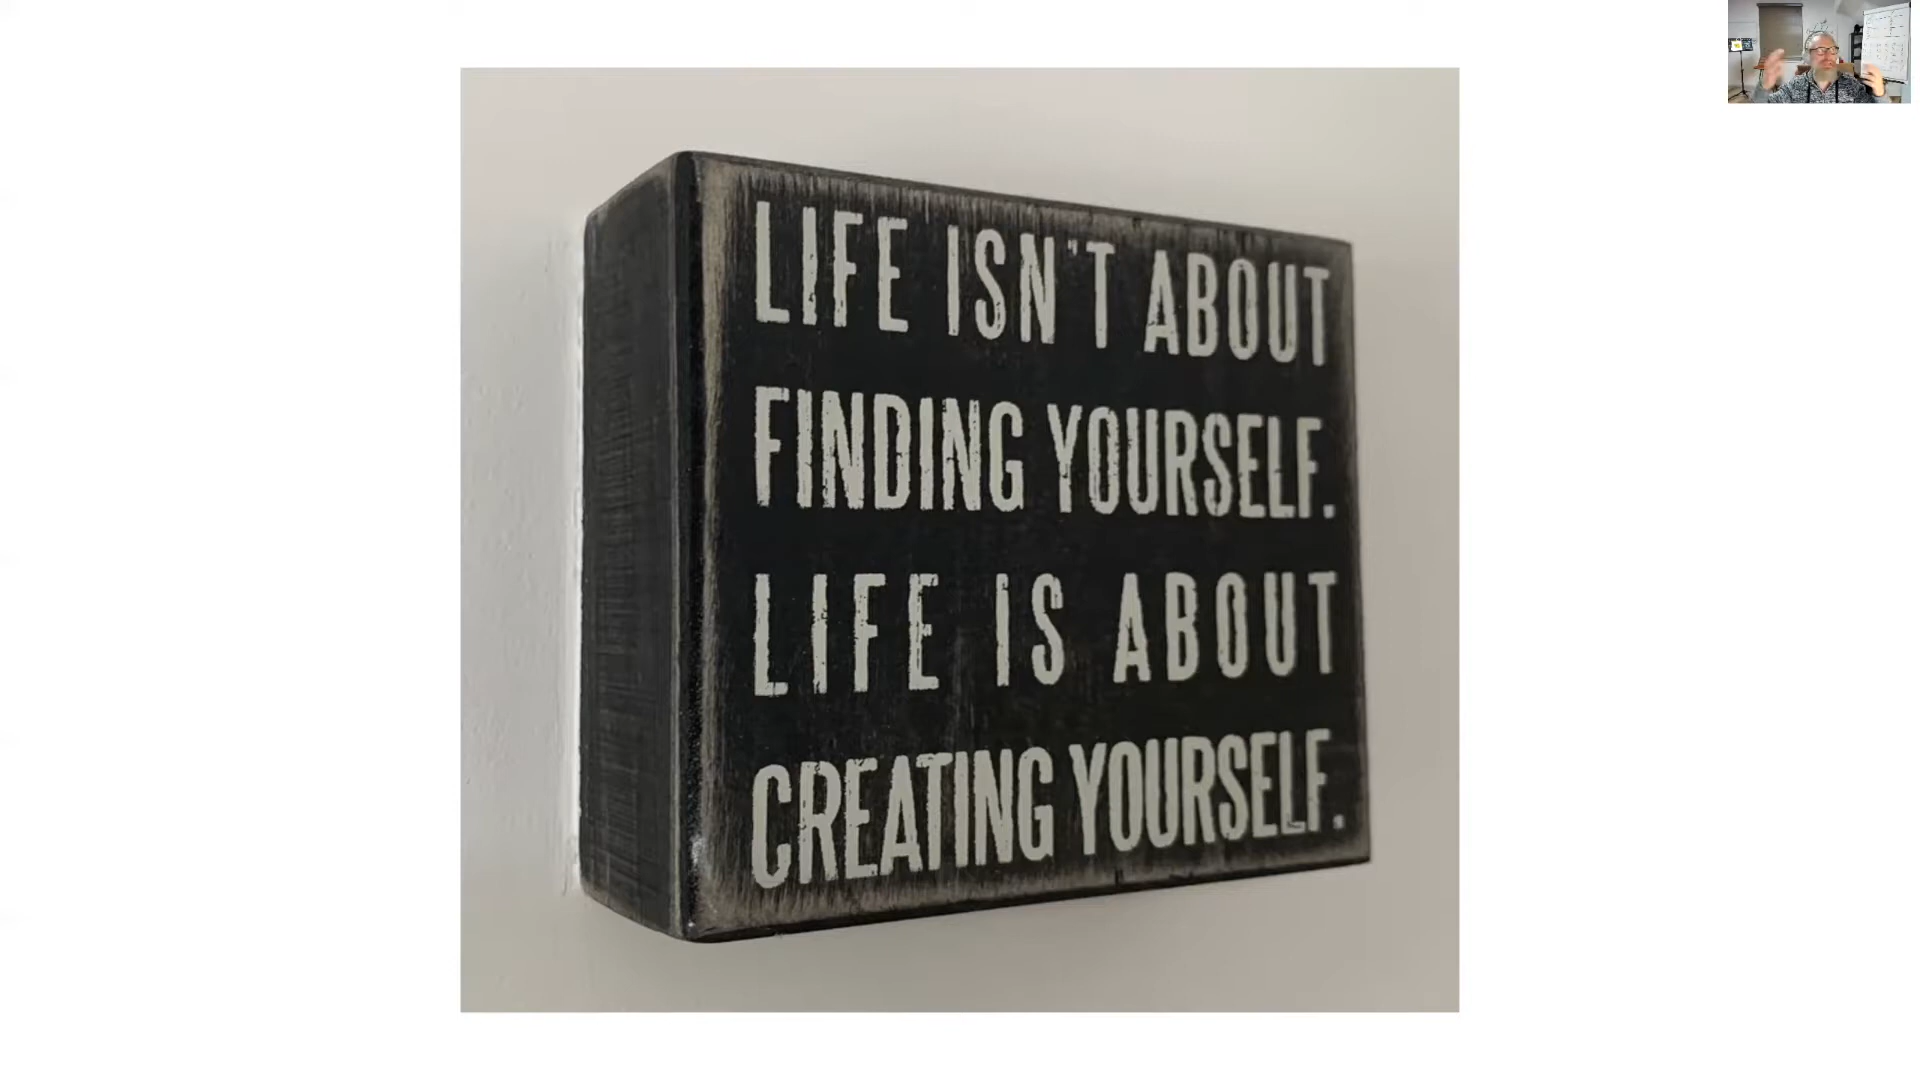 LIFE ISN'T ABOUT
FINDING YOURSELF.
LIFE IS ABOUT
CREATING YOURSELF.